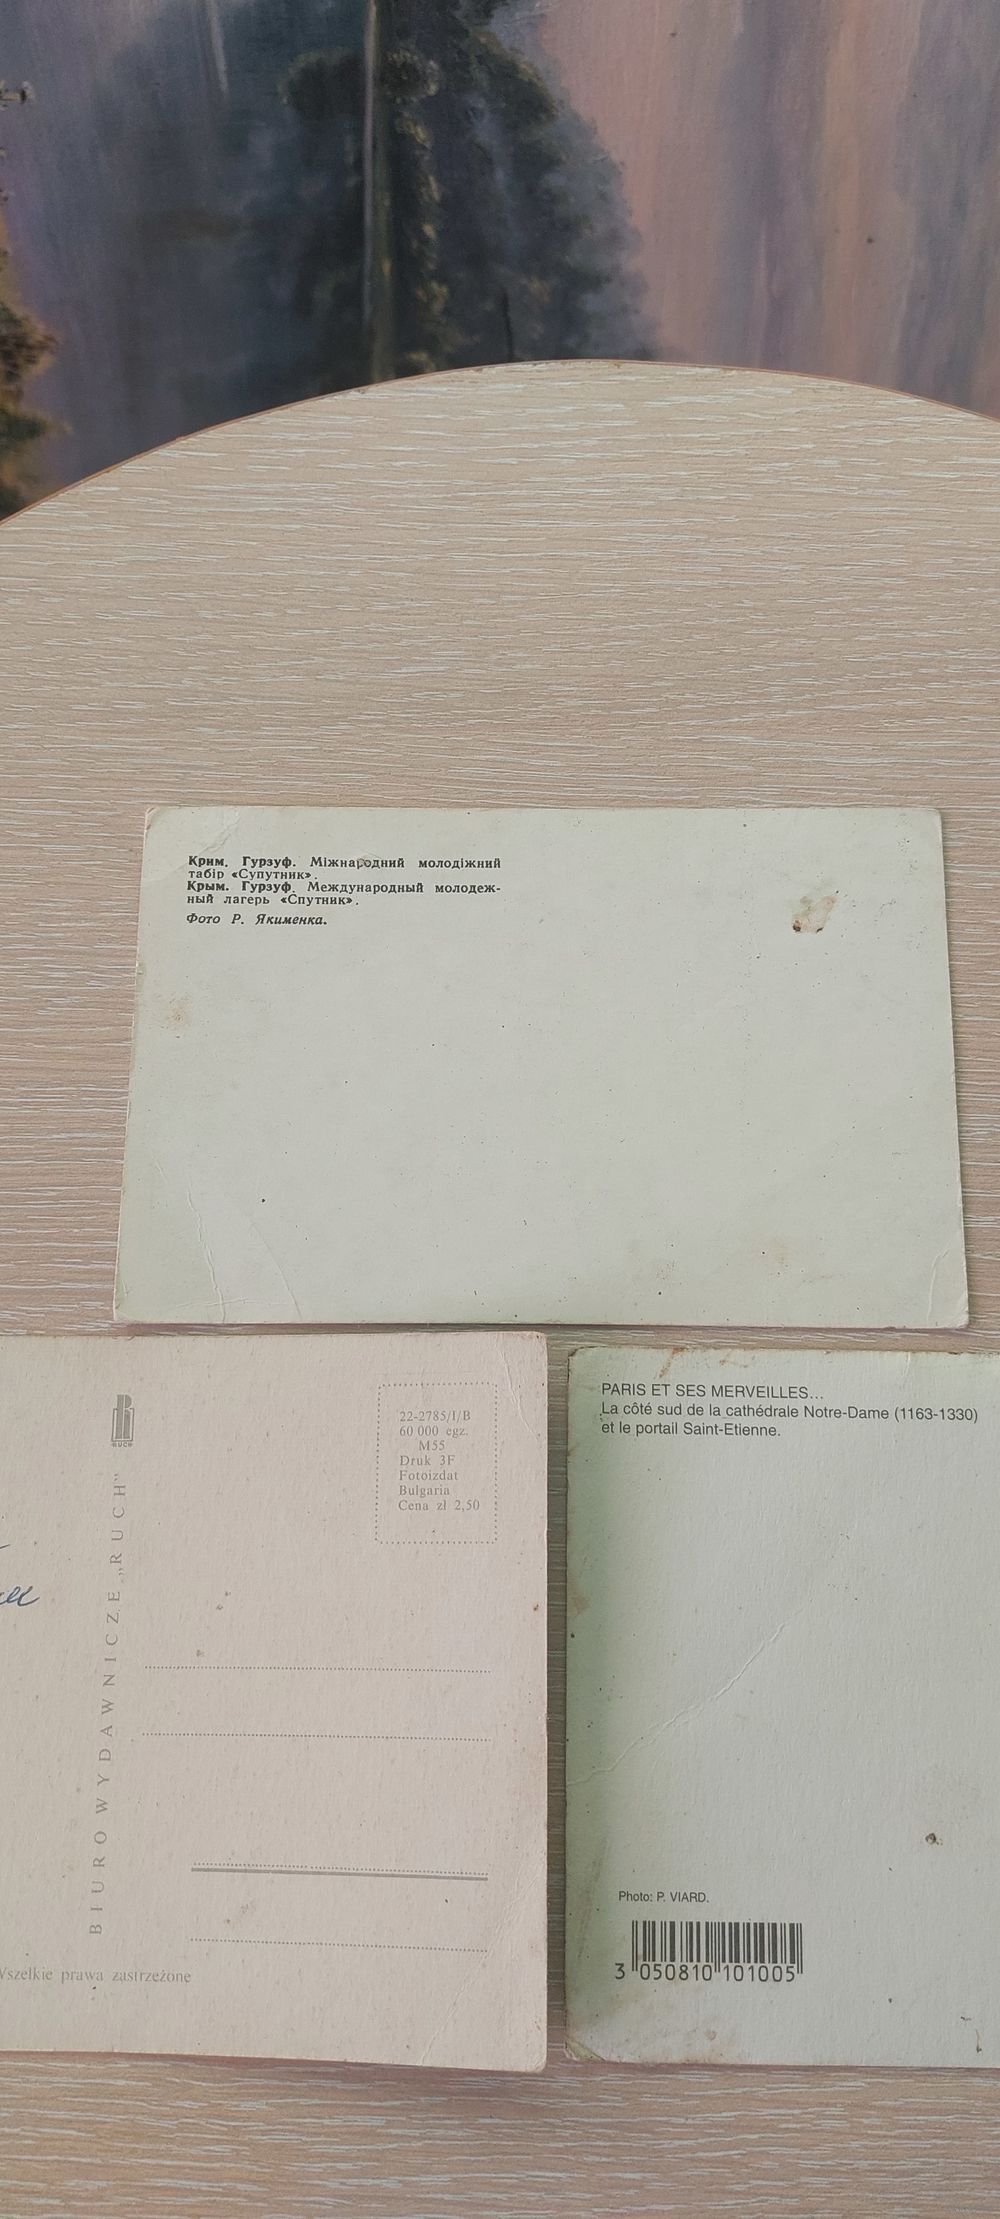 Крим. Гурзуф. Міжнародний молодіжний
табір «Супутник».
Крым. Гурзуф. Международный молодеж-
ный лагерь «Спутник».
Фото Р. Якименка.
RUCH
BIURO WYDAWNICZE „RUCH”
22-2785/I/B
60 000 egz.
M55
Druk 3F
Fotoizdat
Bulgaria
Cena zł 2,50
Wszelkie prawa zastrzeżone
PARIS ET SES MERVEILLES...
La côté sud de la cathédrale Notre-Dame (1163-1330)
et le portail Saint-Etienne.
Photo: P. VIARD.
3 050810 101005